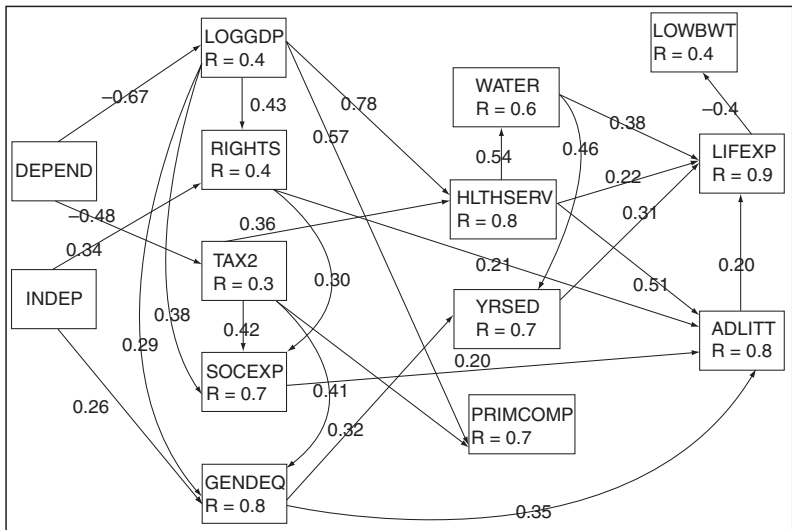 LOGGDP
R = 0.4
LOWBWT
R = 0.4
WATER
R = 0.6
−0.67
0.43
0.78
0.57
0.38
−0.4
DEPEND
RIGHTS
R = 0.4
0.54
0.46
LIFEXP
R = 0.9
HLTHSERV
R = 0.8
0.22
−0.48
0.36
0.31
0.34
TAX2
R = 0.3
0.21
0.20
INDEP
0.30
0.51
YRSED
R = 0.7
ADLITT
R = 0.8
0.38
0.42
0.29
SOCEXP
R = 0.7
0.20
0.41
0.26
0.32
PRIMCOMP
R = 0.7
GENDEQ
R = 0.8
0.35